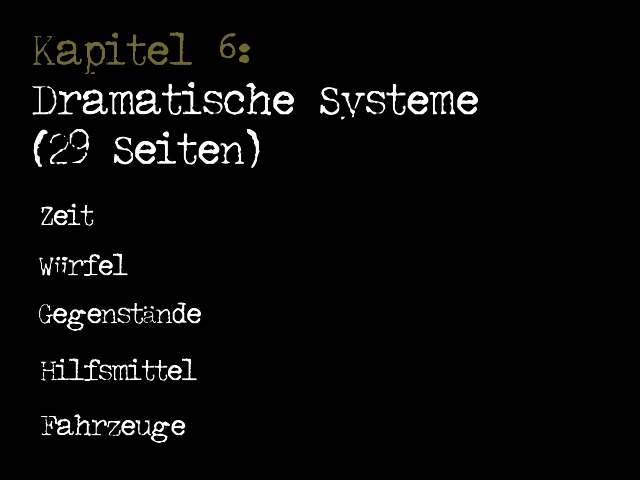 Kapitel 6:
Dramatische Systeme
(29 Seiten)
Zeit
Würfel
Gegenstände
Hilfsmittel
Fahrzeuge